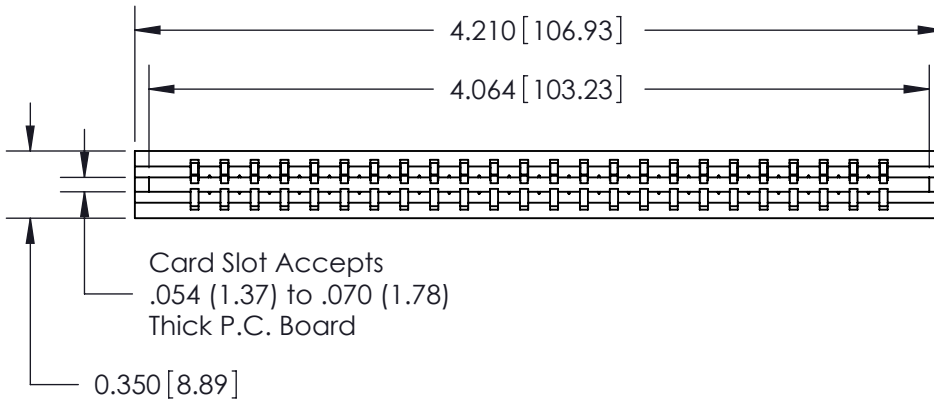 4.210 [106.93]
4.064 [103.23]
Card Slot Accepts
.054 (1.37) to .070 (1.78)
Thick P.C. Board
0.350 [8.89]